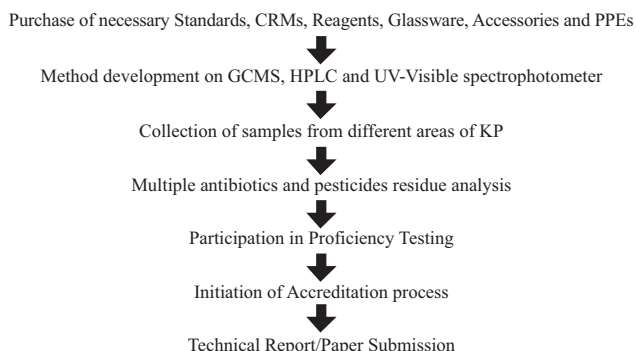 Purchase of necessary Standards, CRMs, Reagents, Glassware, Accessories and PPEs
Method development on GCMS, HPLC and UV-Visible spectrophotometer
Collection of samples from different areas of KP
Multiple antibiotics and pesticides residue analysis
Participation in Proficiency Testing
Initiation of Accreditation process
Technical Report/Paper Submission